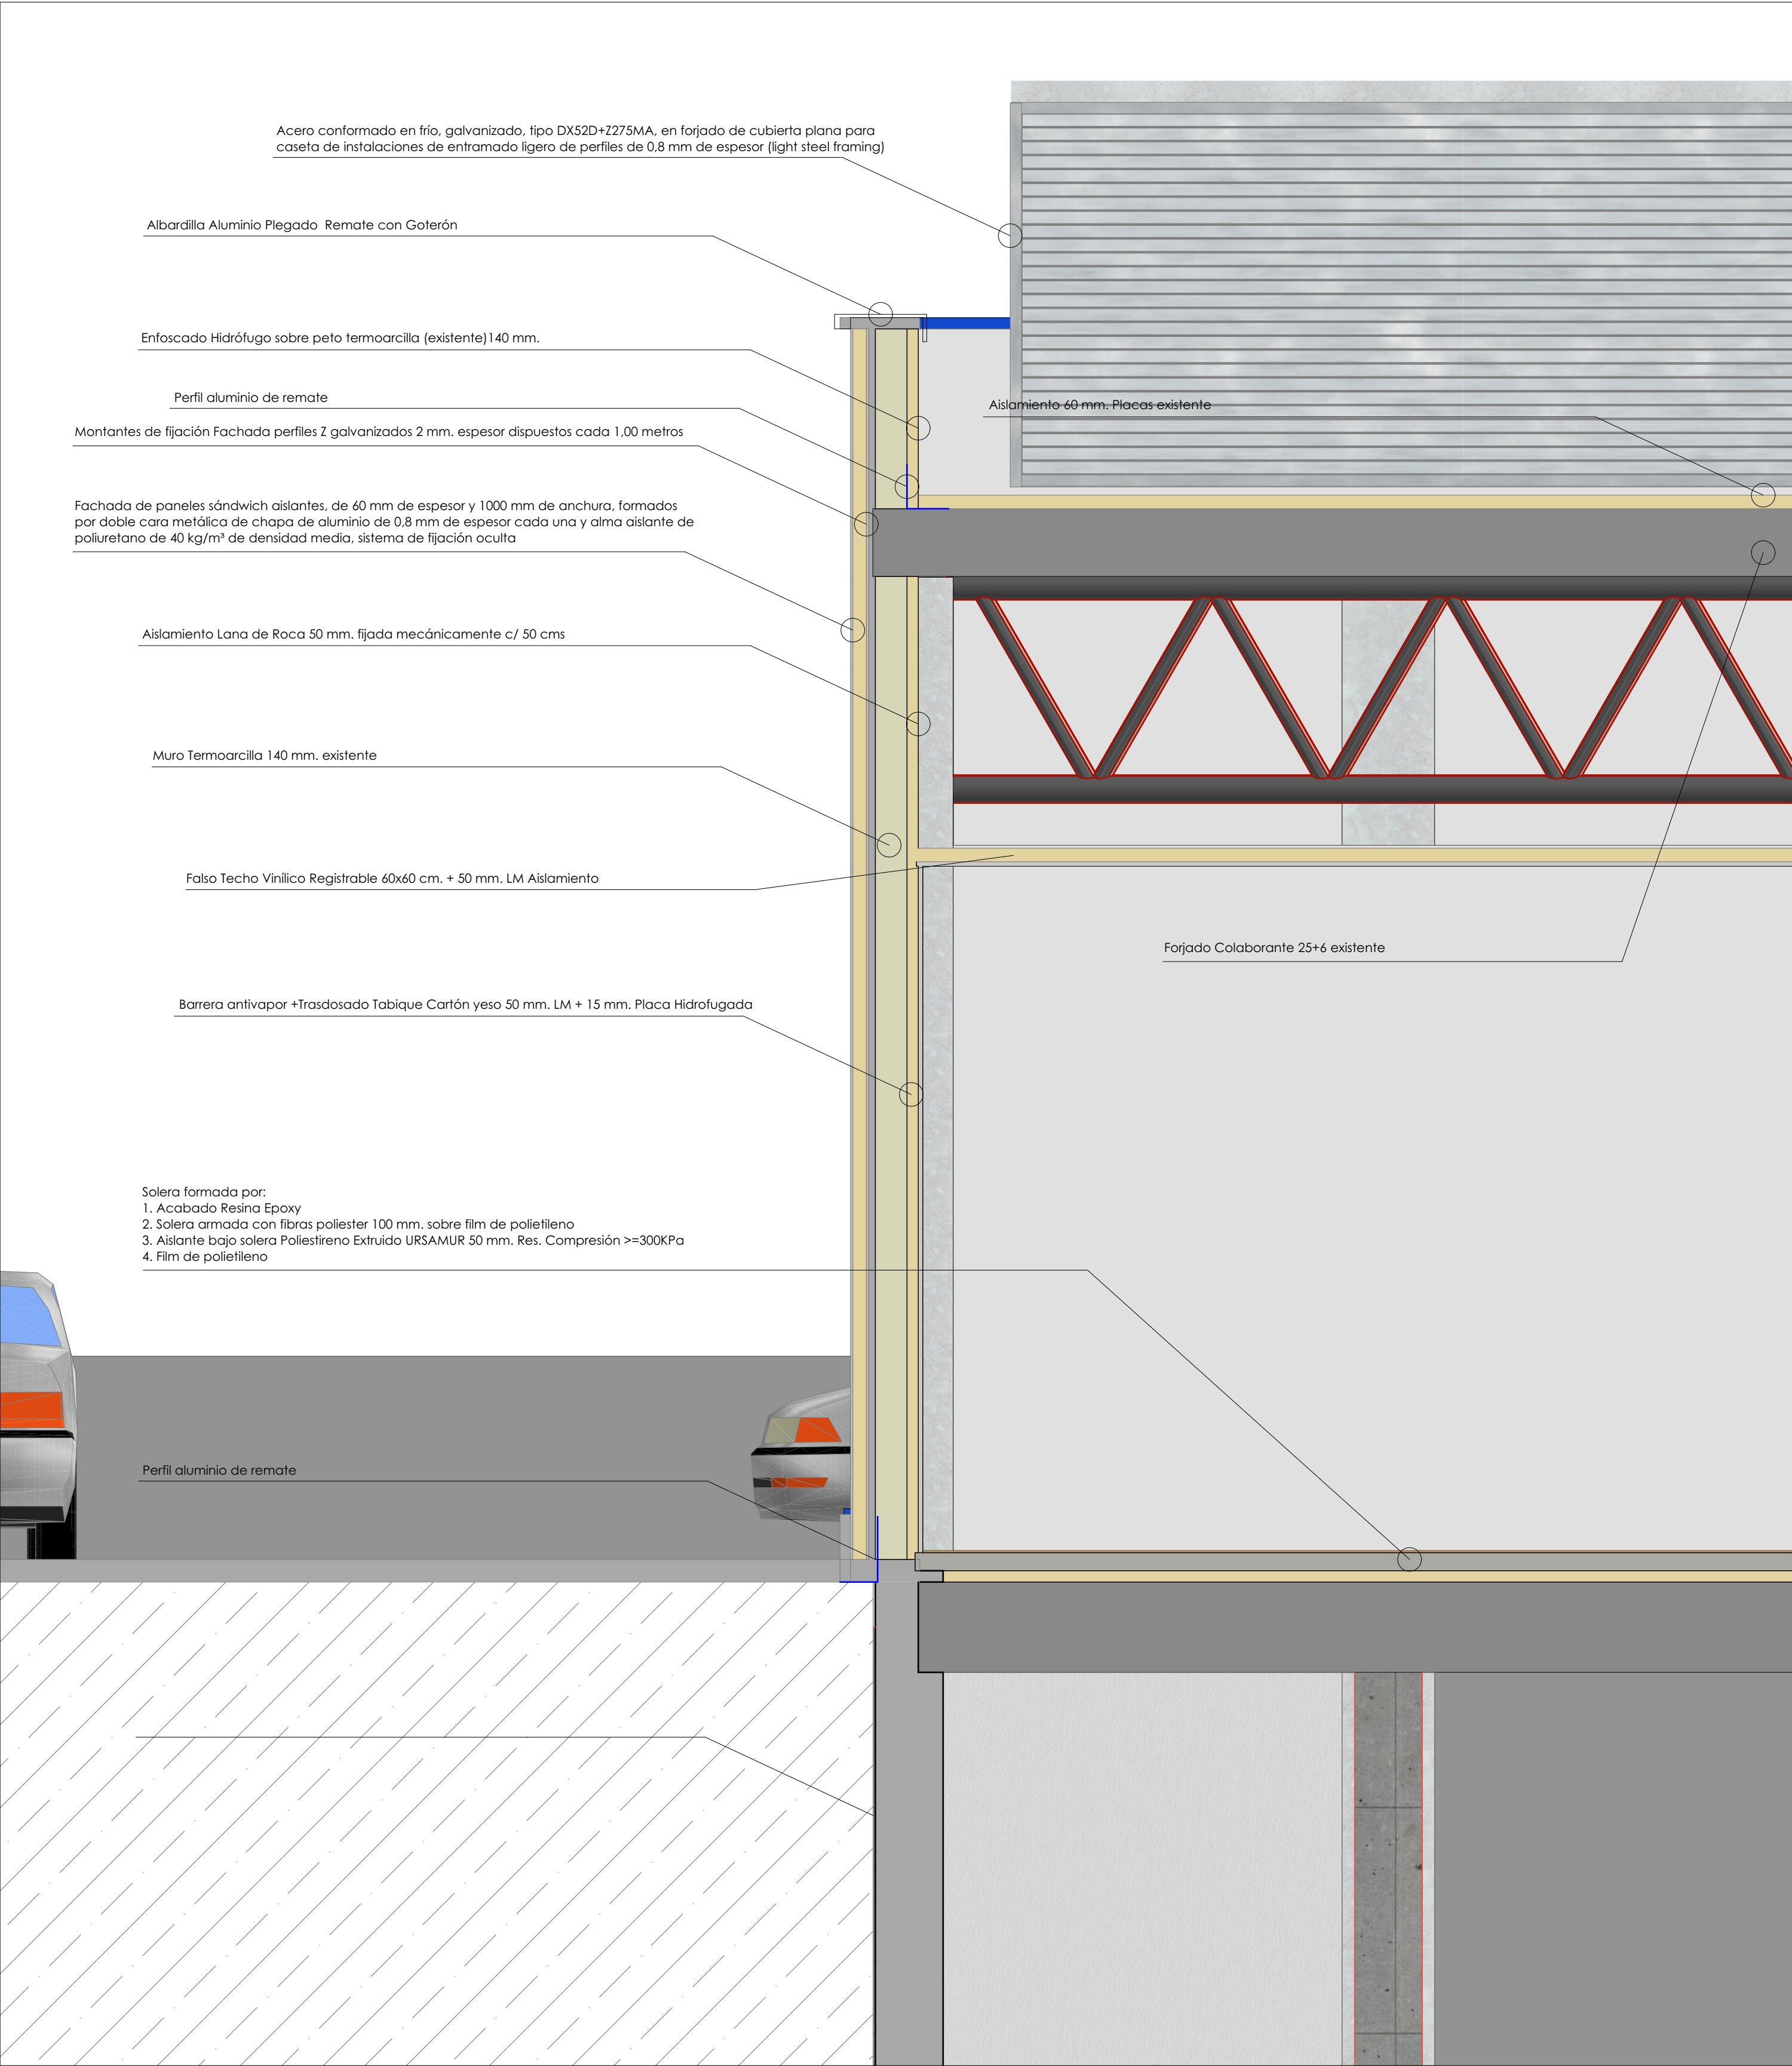 Acero conformado en frío, galvanizado, tipo DX52D+Z275MA, en forjado de cubierta plana para
caseta de instalaciones de entramado ligero de perfiles de 0,8 mm de espesor (light steel framing)
Albardilla Aluminio Plegado  Remate con Goterón
Enfoscado Hidrófugo sobre peto termoarcilla (existente)140 mm.
Perfil aluminio de remate
Aislamiento 60 mm. Placas existente
Montantes de fijación Fachada perfiles Z galvanizados 2 mm. espesor dispuestos cada 1,00 metros
Fachada de paneles sándwich aislantes, de 60 mm de espesor y 1000 mm de anchura, formados
por doble cara metálica de chapa de aluminio de 0,8 mm de espesor cada una y alma aislante de
poliuretano de 40 kg/m³ de densidad media, sistema de fijación oculta
Aislamiento Lana de Roca 50 mm. fijada mecánicamente c/ 50 cms
Muro Termoarcilla 140 mm. existente
Falso Techo Vinílico Registrable 60x60 cm. + 50 mm. LM Aislamiento
Forjado Colaborante 25+6 existente
Barrera antivapor +Trasdosado Tabique Cartón yeso 50 mm. LM + 15 mm. Placa Hidrofugada
Solera formada por:
1. Acabado Resina Epoxy
2. Solera armada con fibras poliester 100 mm. sobre film de polietileno
3. Aislante bajo solera Poliestireno Extruido URSAMUR 50 mm. Res. Compresión >=300KPa
4. Film de polietileno
Perfil aluminio de remate